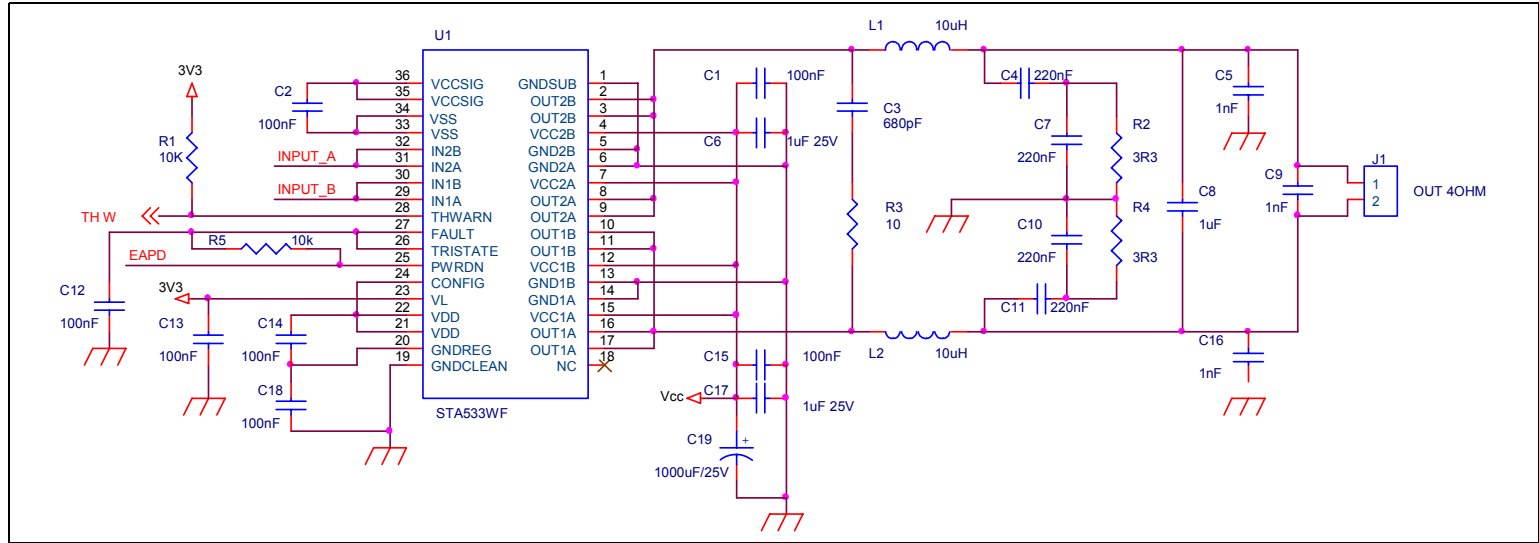 U1
L1 10uH
3V3
C2
100nF
R1
10K
INPUT_A
INPUT_B
TH W
R5 10k
EAPD
C12
100nF
3V3
C13
100nF
C14
100nF
C18
100nF
36 VCCSIG
35 VCCSIG
34 VSS
33 VSS
32 IN2B
31 IN2A
30 IN1B
29 IN1A
28 THWARN
27 FAULT
26 TRISTATE
25 PWRDN
24 CONFIG
23 VL
22 VDD
21 VDD
20 GNDREG
19 GNDCLEAN
GNDSUB 1
OUT2B 2
OUT2B 3
VCC2B 4
GND2B 5
GND2A 6
VCC2A 7
OUT2A 8
OUT2A 9
OUT1B 10
OUT1B 11
VCC1B 12
GND1B 13
GND1A 14
VCC1A 15
OUT1A 16
OUT1A 17
NC 18
STA533WF
C1 100nF
C6 1uF 25V
C15 100nF
C17 1uF 25V
Vcc
C19 +
1000uF/25V
C3
680pF
R3
10
C4 220nF
C7
220nF
R2
3R3
C10
220nF
R4
3R3
C11 220nF
L2 10uH
C8
1uF
C5
1nF
C9
1nF
C16
1nF
J1
1
2
OUT 4OHM